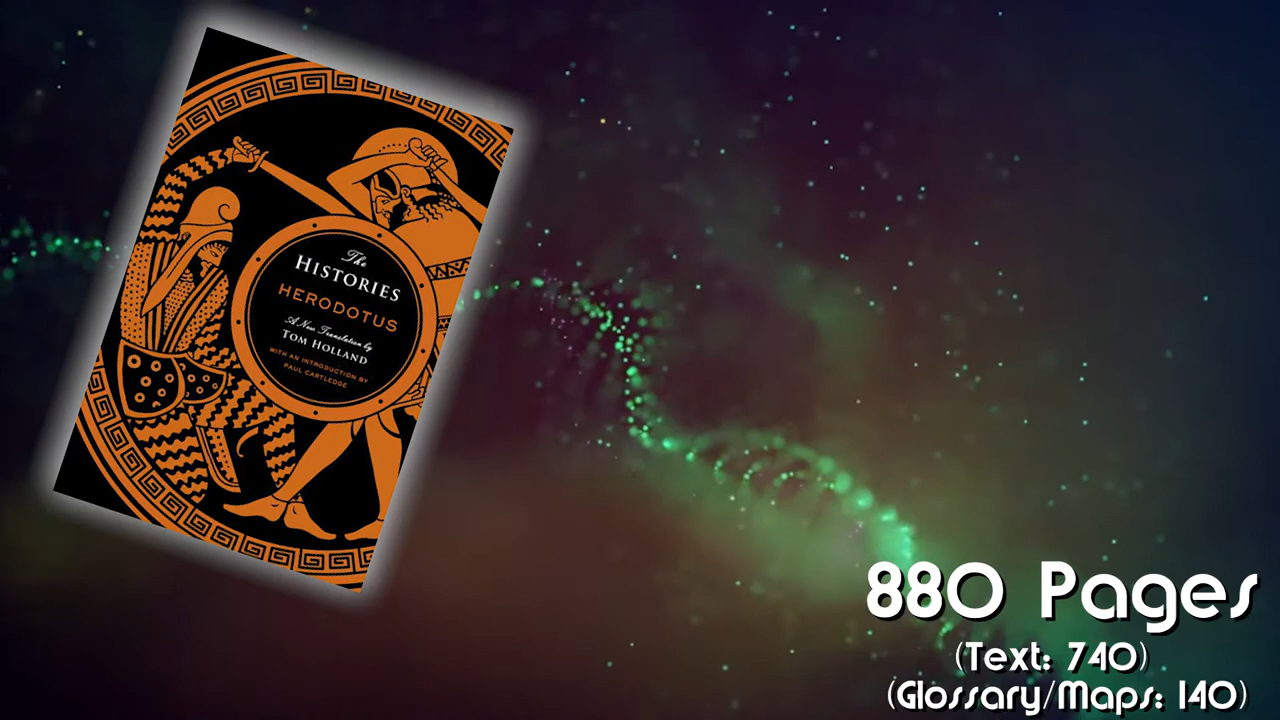 The
HISTORIES
HERODOTUS
A New Translation by
TOM HOLLAND
WITH AN INTRODUCTION BY
PAUL CARTLEDGE
880 Pages
(Text: 740)
(Glossary/Maps: 140)